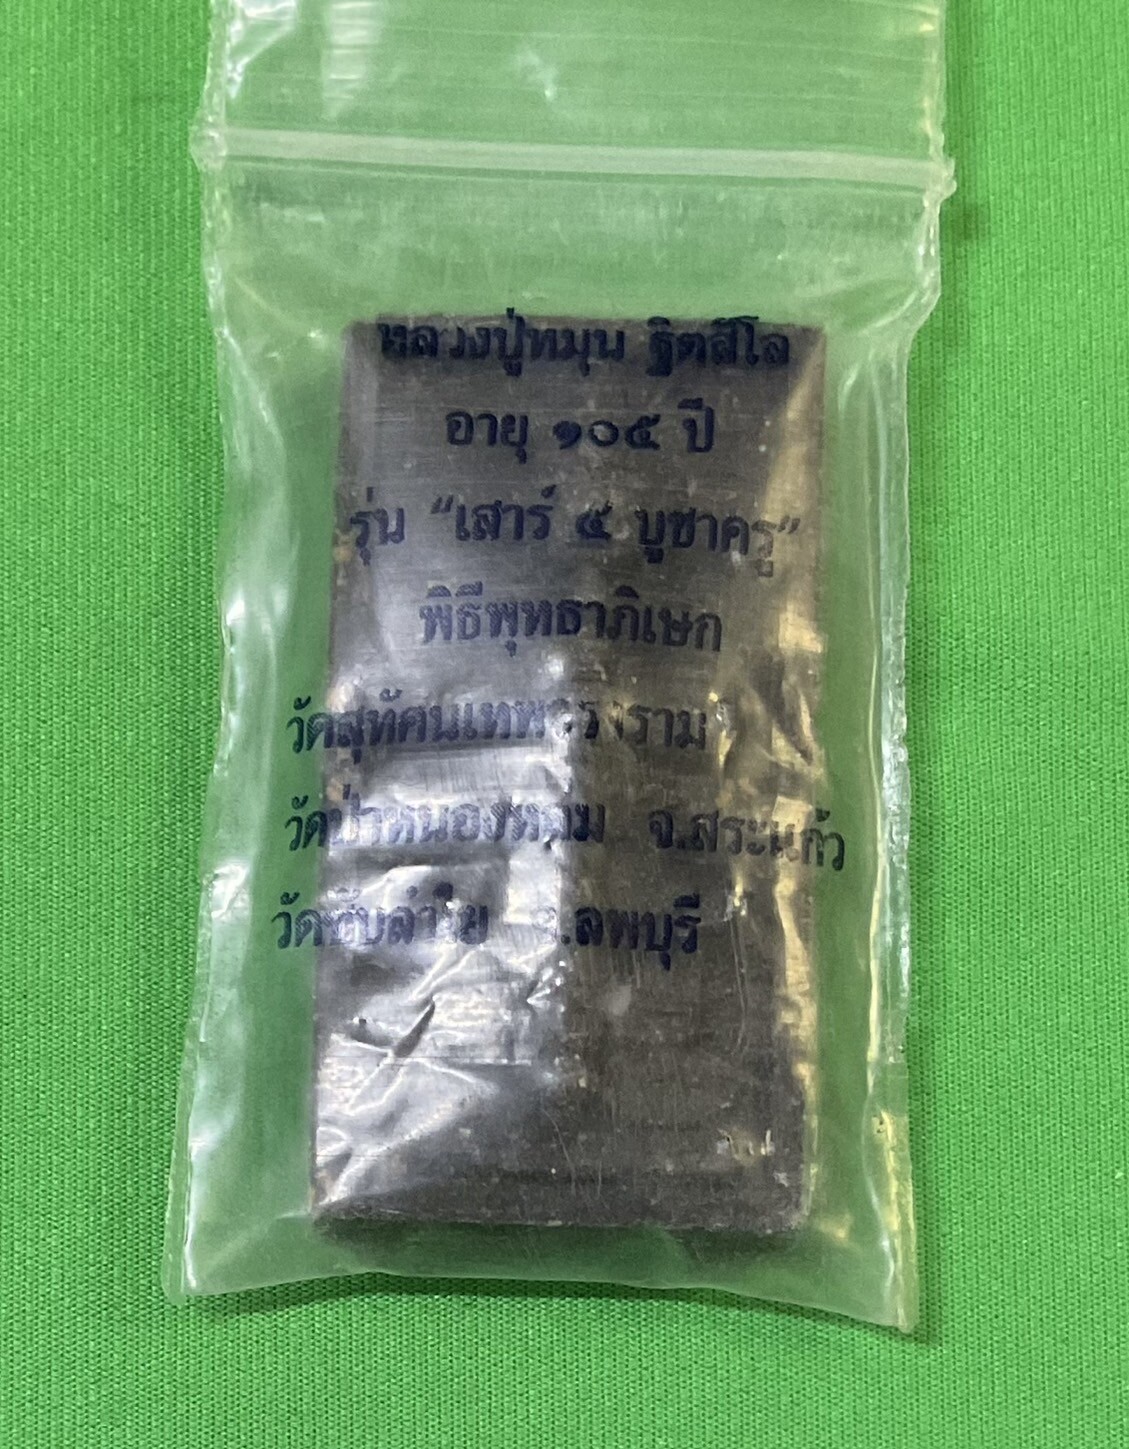 หลวงปู่หมุน ฐิตสีโล
อายุ ๑๐๕ ปี
รุ่น “เสาร์ ๕ บูชาครู”
พิธีพุทธาภิเษก
วัดสุทัศนเทพวราราม
วัดป่าหนองหล่ม จ.สระแก้ว
วัดซับลำใย จ.ลพบุรี